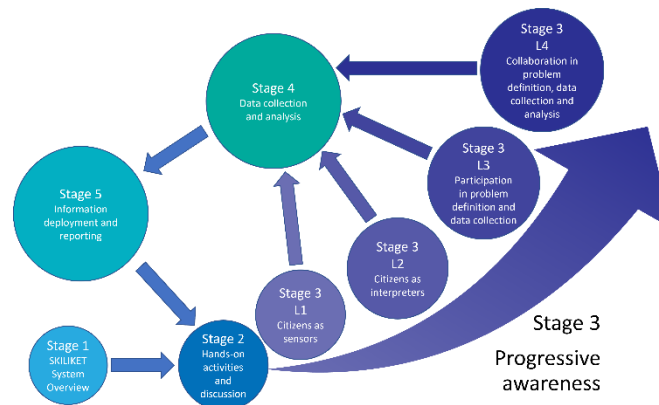 Stage 3
L4
Collaboration in
problem
definition, data
collection and
analysis
Stage 4
Data collection
and analysis
Stage 3
L3
Participation
in problem
definition and
data collection
Stage 5
Information
deployment and
reporting
Stage 3
L2
Citizens as
interpreters
Stage 3
L1
Citizens as
sensors
Stage 1
SKILIKET
System
Overview
Stage 2
Hands-on
activities
and
discussion
Stage 3
Progressive
awareness